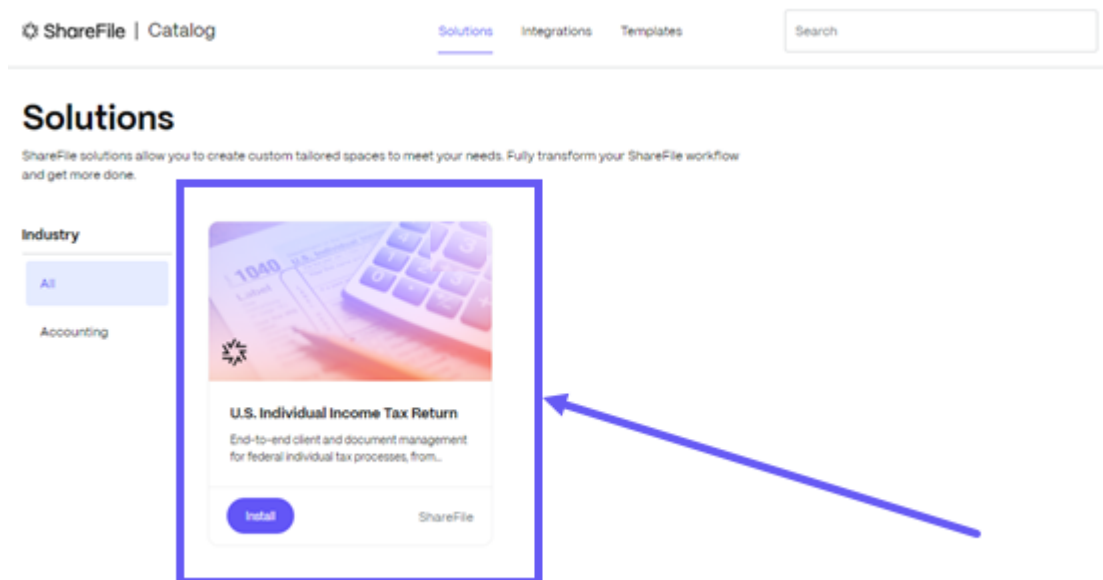 ShareFile | Catalog
Solutions
Integrations
Templates
Search
Solutions
ShareFile solutions allow you to create custom tailored spaces to meet your needs. Fully transform your ShareFile workflow
and get more done.
Industry
All
Accounting
1040 U.S. Individual
Label
U.S. Individual Income Tax Return
End-to-end client and document management
for federal individual tax processes, from...
Install
ShareFile